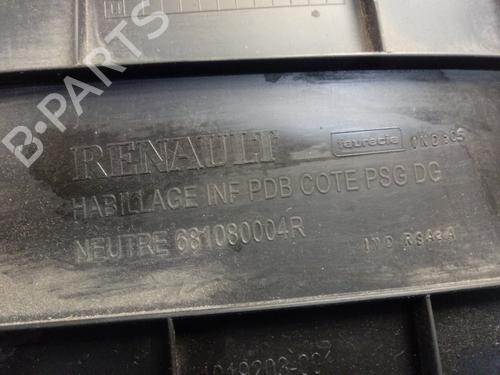 B-PARTS
RENAULT faurecia
HABILLAGE INF PDB COTE PSG DG
NEUTRE 681080004R